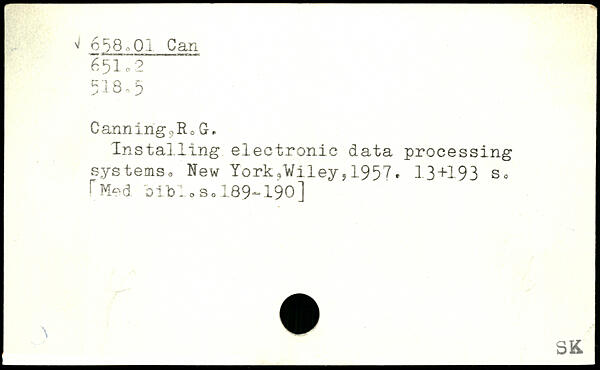 √ 658.01 Can
651.2
518.5
Canning,R.G.
Installing electronic data processing
systems. New York,Wiley,1957. 13+193 s.
[Med bibl.s.189-190]
SK